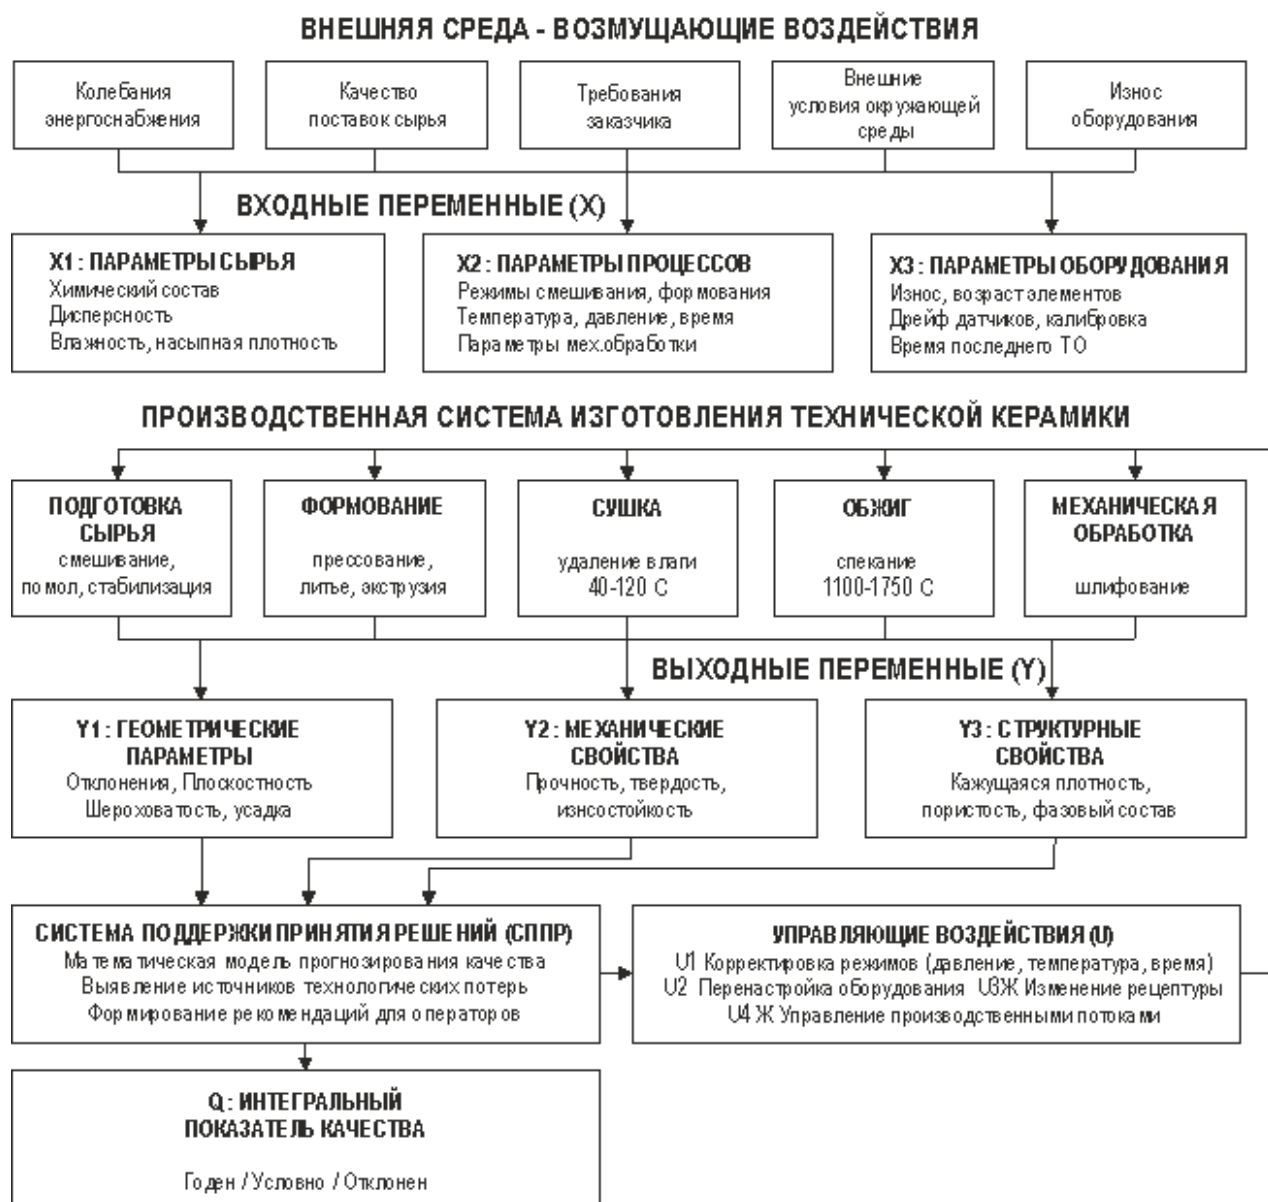 ВНЕШНЯЯ СРЕДА - ВОЗМУЩАЮЩИЕ ВОЗДЕЙСТВИЯ
Колебания
энергоснабжения
Качество
поставок сырья
Требования
заказчика
Внешние
условия окружающей
среды
Износ
оборудования
ВХОДНЫЕ ПЕРЕМЕННЫЕ (X)
X1 : ПАРАМЕТРЫ СЫРЬЯ
Химический состав
Дисперсность
Влажность, насыпная плотность
X2 : ПАРАМЕТРЫ ПРОЦЕССОВ
Режимы смешивания, формования
Температура, давление, время
Параметры мех.обработки
X3 : ПАРАМЕТРЫ ОБОРУДОВАНИЯ
Износ, возраст элементов
Дрейф датчиков, калибровка
Время последнего ТО
ПРОИЗВОДСТВЕННАЯ СИСТЕМА ИЗГОТОВЛЕНИЯ ТЕХНИЧЕСКОЙ КЕРАМИКИ
ПОДГОТОВКА
СЫРЬЯ
смешивание,
помол, стабилизация
ФОРМОВАНИЕ
прессование,
литье, экструзия
СУШКА
удаление влаги
40-120 С
ОБЖИГ
спекание
1100-1750 С
МЕХАНИЧЕСКАЯ
ОБРАБОТКА
шлифование
ВЫХОДНЫЕ ПЕРЕМЕННЫЕ (Y)
Y1 : ГЕОМЕТРИЧЕСКИЕ
ПАРАМЕТРЫ
Отклонения, Плоскостность
Шероховатость, усадка
Y2 : МЕХАНИЧЕСКИЕ
СВОЙСТВА
Прочность, твердость,
изнсостойкость
Y3 : СТРУКТУРНЫЕ
СВОЙСТВА
Кажущаяся плотность,
пористость, фазовый состав
СИСТЕМА ПОДДЕРЖКИ ПРИНЯТИЯ РЕШЕНИЙ (СППР)
Математическая модель прогнозирования качества
Выявление источников технологических потерь
Формирование рекомендаций для операторов
УПРАВЛЯЮЩИЕ ВОЗДЕЙСТВИЯ (U)
U1 Корректировка режимов (давление, температура, время)
U2 Перенастройка оборудования U3Ж Изменение рецептуры
U4 Ж Управление производственными потоками
Q : ИНТЕГРАЛЬНЫЙ
ПОКАЗАТЕЛЬ КАЧЕСТВА
Годен / Условно / Отклонен